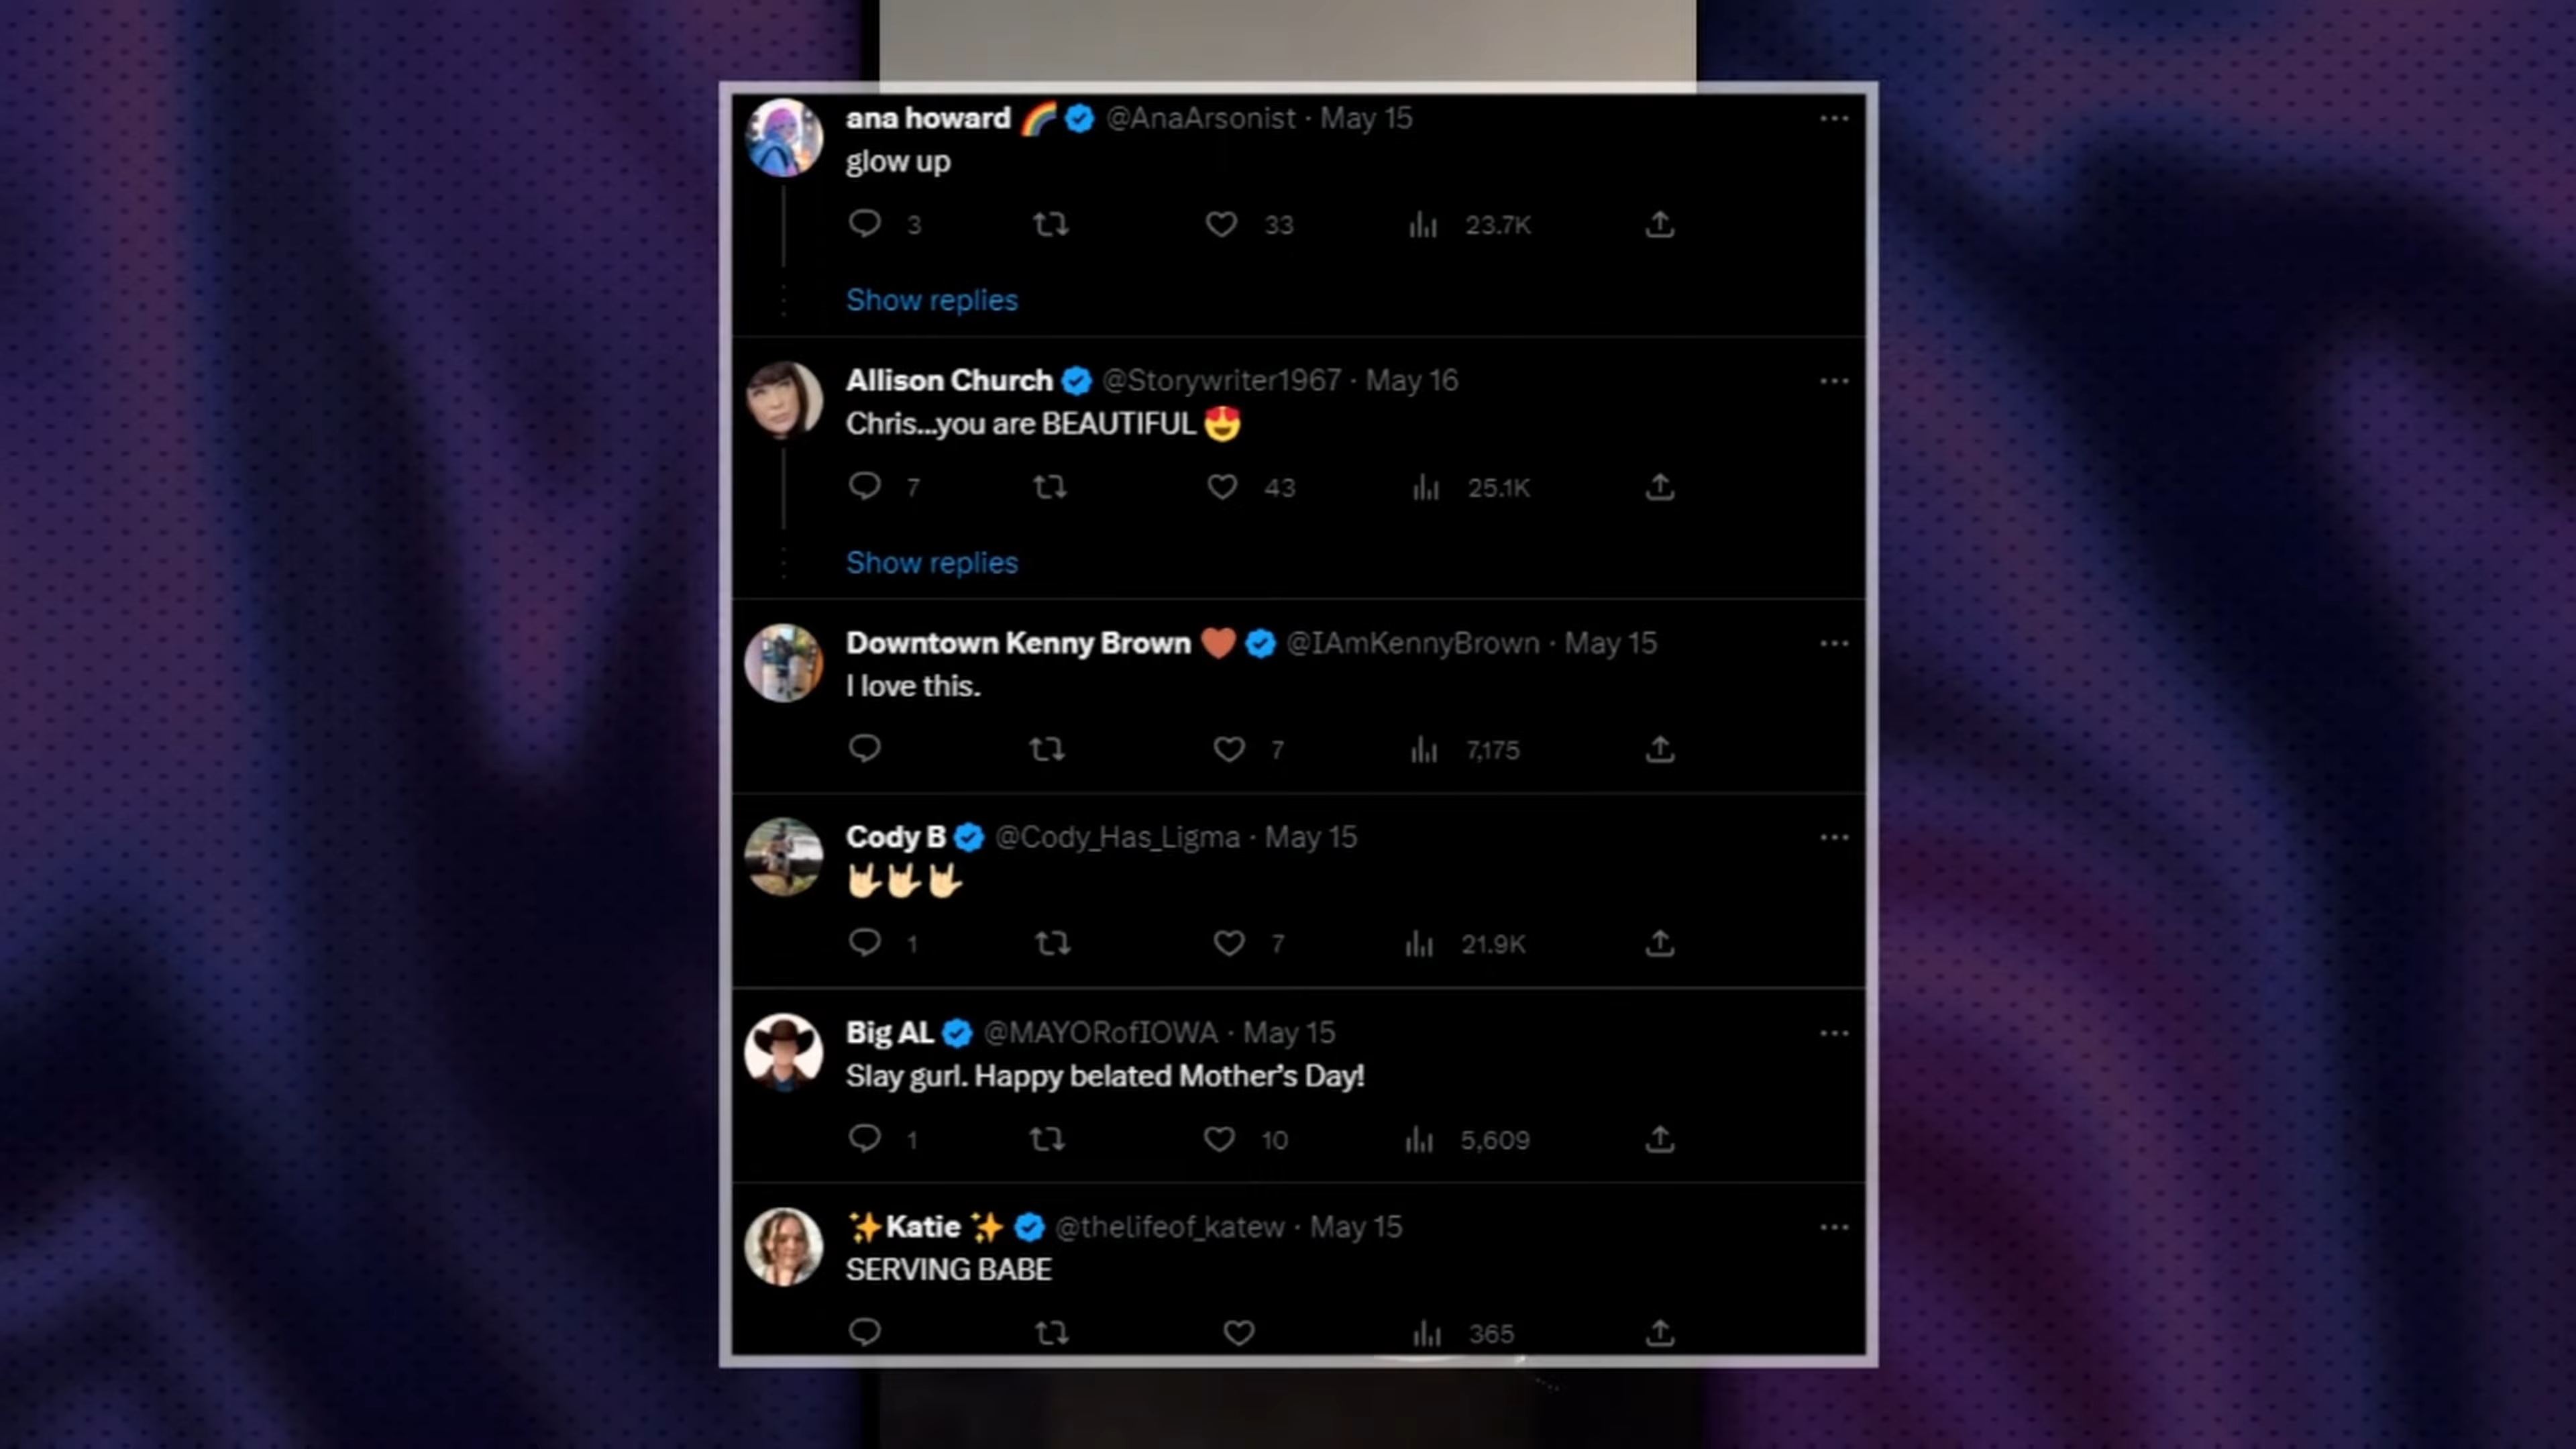 ana howard 🌈 @AnaArsonist · May 15
glow up
3 33 23.7K
Show replies
Allison Church @Storywriter1967 · May 16
Chris...you are BEAUTIFUL 😍
7 43 25.1K
Show replies
Downtown Kenny Brown ♥ @IAmKennyBrown · May 15
I love this.
7 7,175
Cody B @Cody_Has_Ligma · May 15
🤟🏻🤟🏻🤟🏻
1 7 21.9K
Big AL @MAYORofIOWA · May 15
Slay gurl. Happy belated Mother's Day!
1 10 5,609
✨Katie ✨ @thelifeof_katew · May 15
SERVING BABE
365